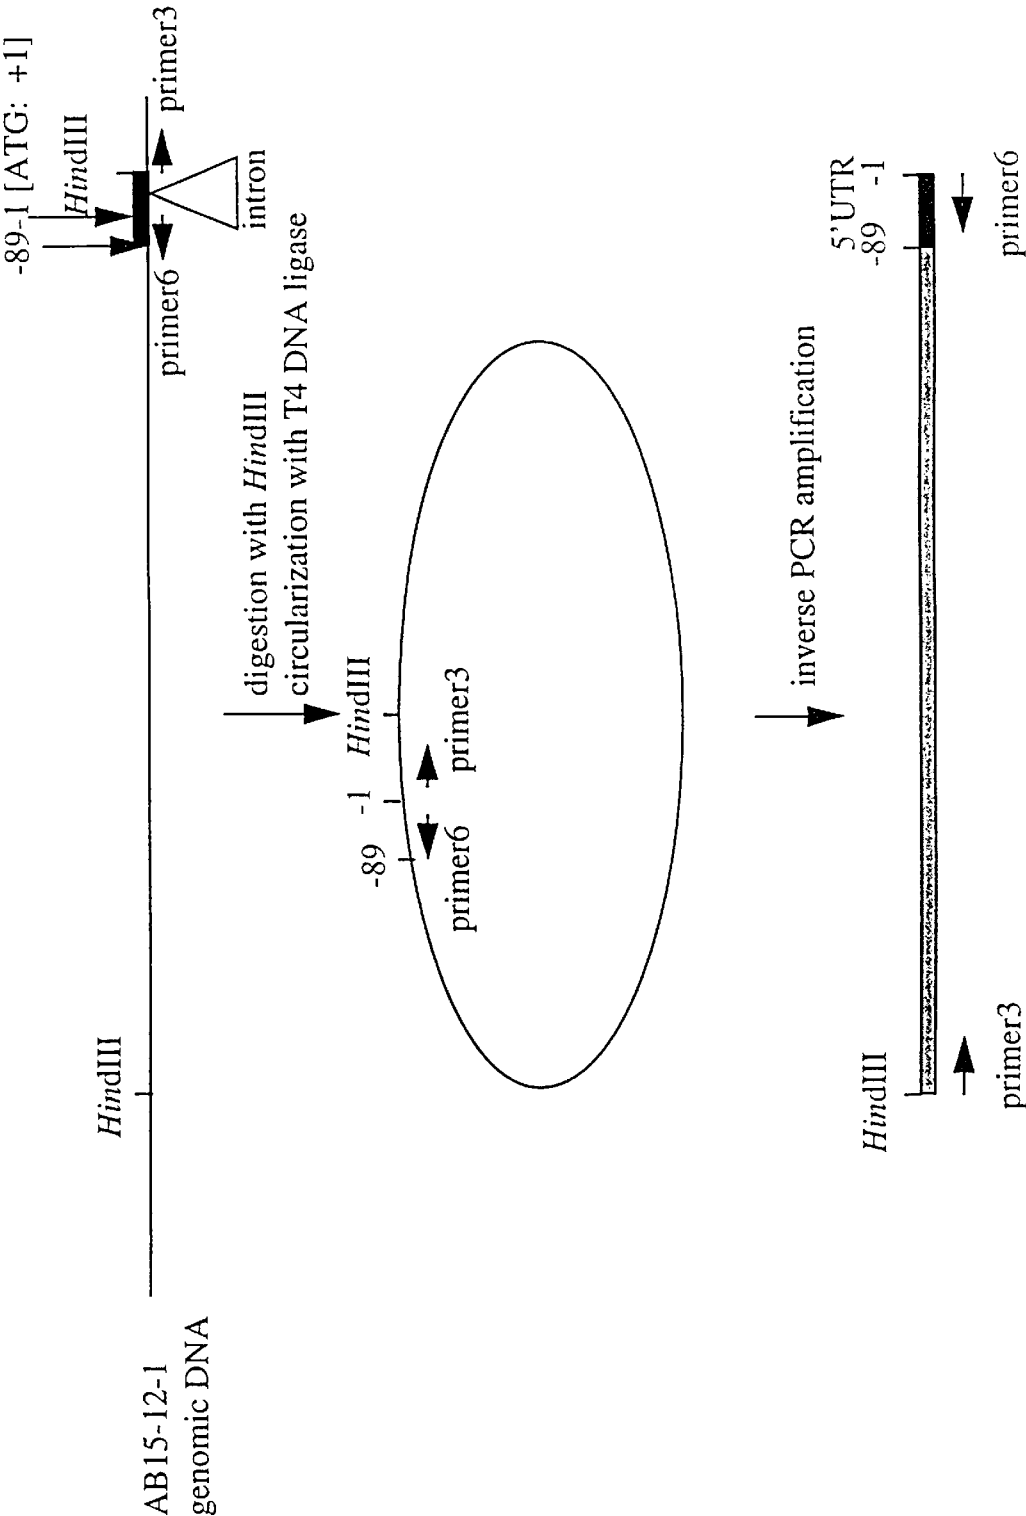 -89
-1 [ATG: +1]
HindIII
HindIII
AB15-12-1
genomic DNA
primer6
primer3
intron
digestion with HindIII
circularization with T4 DNA ligase
HindIII
-1
-89
primer6
primer3
inverse PCR amplification
5'UTR
HindIII
-89
-1
primer3
primer6